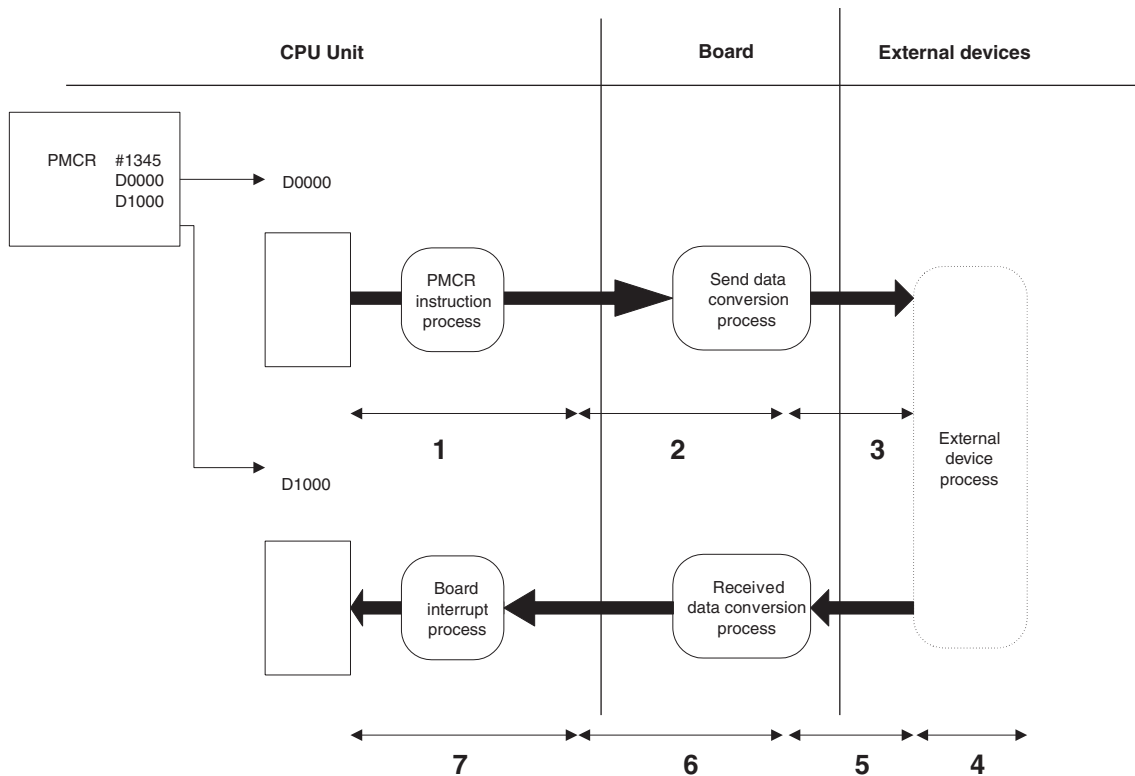 CPU Unit
Board
External devices
PMCR #1345
D0000
D1000
D0000
PMCR
instruction
process
Send data
conversion
process
1
2
3
External
device
process
D1000
Board
interrupt
process
Received
data conversion
process
7
6
5
4